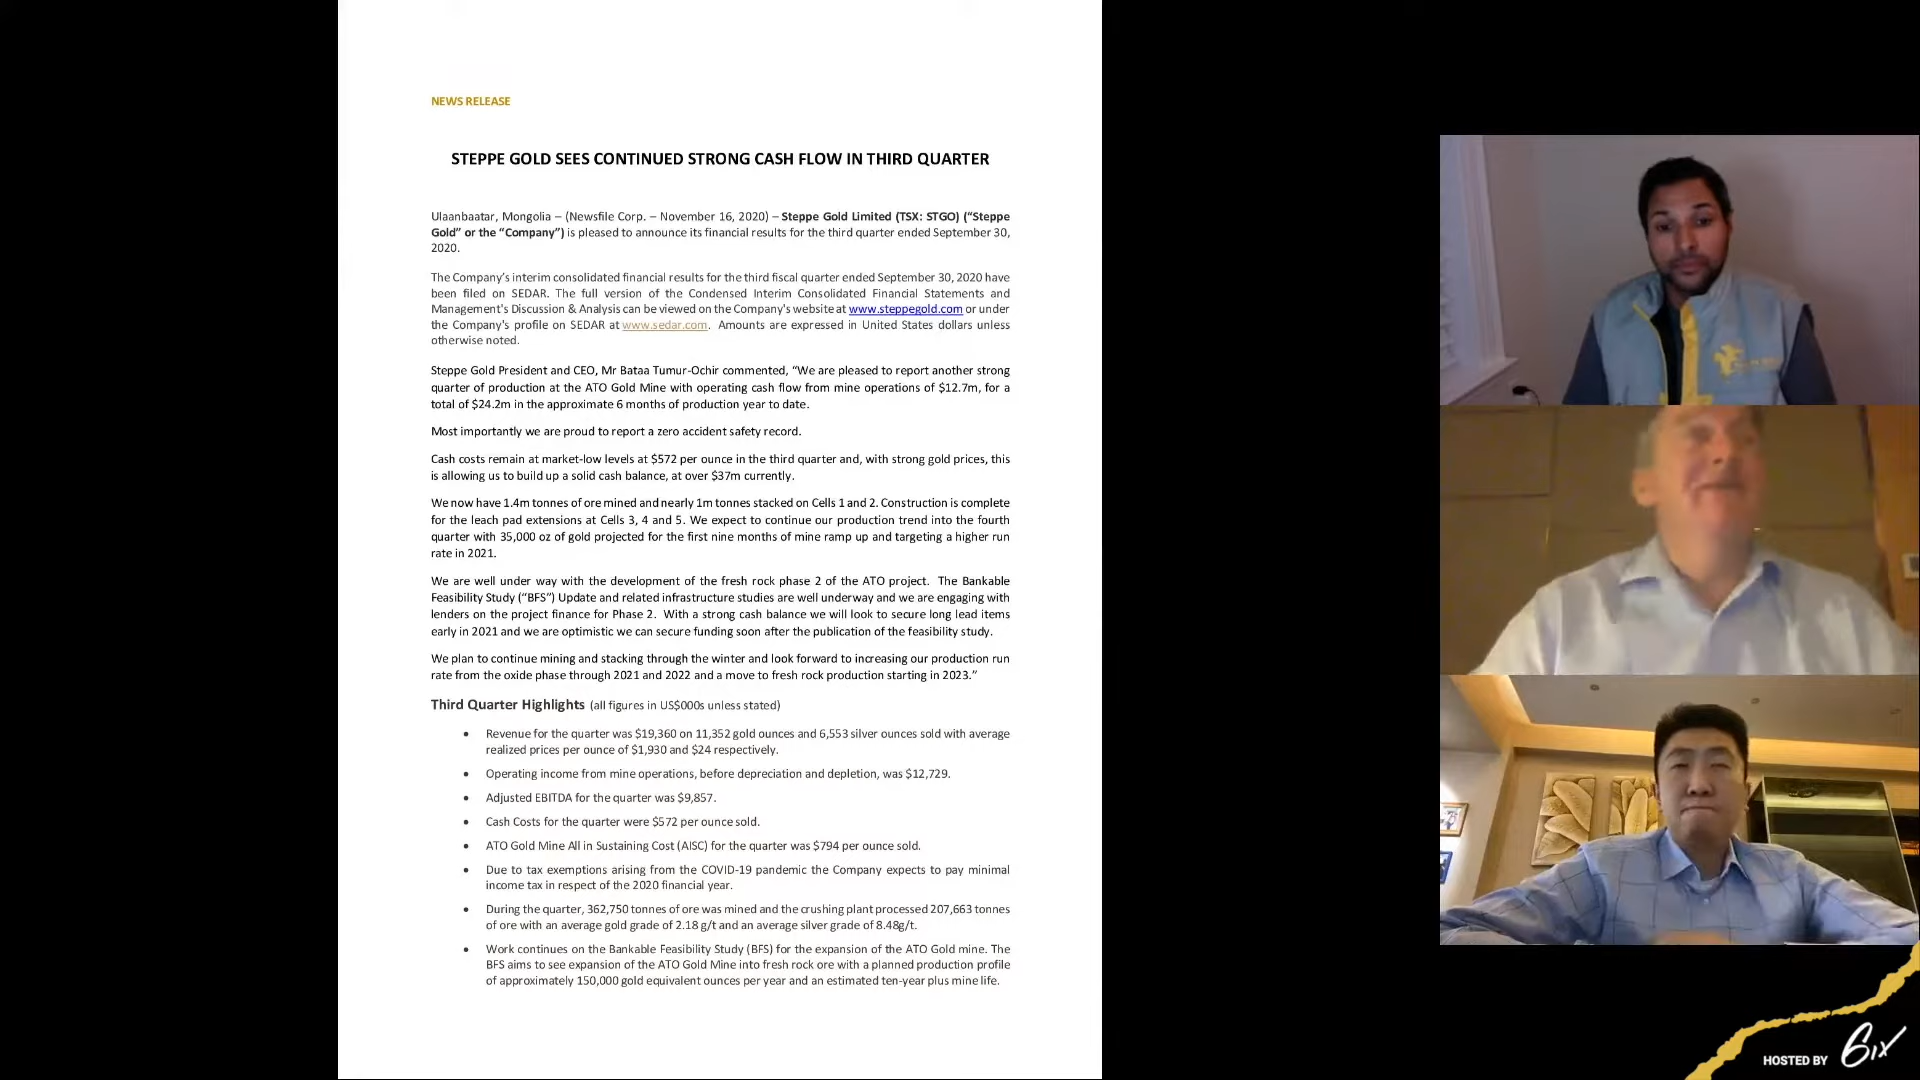 NEWS RELEASE
STEPPE GOLD SEES CONTINUED STRONG CASH FLOW IN THIRD QUARTER
Ulaanbaatar, Mongolia – (Newsfile Corp. – November 16, 2020) – Steppe Gold Limited (TSX: STGO) (“Steppe
Gold” or the “Company”) is pleased to announce its financial results for the third quarter ended September 30,
2020.
The Company’s interim consolidated financial results for the third fiscal quarter ended September 30, 2020 have
been filed on SEDAR. The full version of the Condensed Interim Consolidated Financial Statements and
Management's Discussion & Analysis can be viewed on the Company's website at www.steppegold.com or under
the Company's profile on SEDAR at www.sedar.com. Amounts are expressed in United States dollars unless
otherwise noted.
Steppe Gold President and CEO, Mr Bataa Tumur-Ochir commented, “We are pleased to report another strong
quarter of production at the ATO Gold Mine with operating cash flow from mine operations of $12.7m, for a
total of $24.2m in the approximate 6 months of production year to date.
Most importantly we are proud to report a zero accident safety record.
Cash costs remain at market-low levels at $572 per ounce in the third quarter and, with strong gold prices, this
is allowing us to build up a solid cash balance, at over $37m currently.
We now have 1.4m tonnes of ore mined and nearly 1m tonnes stacked on Cells 1 and 2. Construction is complete
for the leach pad extensions at Cells 3, 4 and 5. We expect to continue our production trend into the fourth
quarter with 35,000 oz of gold projected for the first nine months of mine ramp up and targeting a higher run
rate in 2021.
We are well under way with the development of the fresh rock phase 2 of the ATO project. The Bankable
Feasibility Study (“BFS”) Update and related infrastructure studies are well underway and we are engaging with
lenders on the project finance for Phase 2. With a strong cash balance we will look to secure long lead items
early in 2021 and we are optimistic we can secure funding soon after the publication of the feasibility study.
We plan to continue mining and stacking through the winter and look forward to increasing our production run
rate from the oxide phase through 2021 and 2022 and a move to fresh rock production starting in 2023.”
Third Quarter Highlights (all figures in US$000s unless stated)
• Revenue for the quarter was $19,360 on 11,352 gold ounces and 6,553 silver ounces sold with average
realized prices per ounce of $1,930 and $24 respectively.
• Operating income from mine operations, before depreciation and depletion, was $12,729.
• Adjusted EBITDA for the quarter was $9,857.
• Cash Costs for the quarter were $572 per ounce sold.
• ATO Gold Mine All in Sustaining Cost (AISC) for the quarter was $794 per ounce sold.
• Due to tax exemptions arising from the COVID-19 pandemic the Company expects to pay minimal
income tax in respect of the 2020 financial year.
• During the quarter, 362,750 tonnes of ore was mined and the crushing plant processed 207,663 tonnes
of ore with an average gold grade of 2.18 g/t and an average silver grade of 8.48g/t.
• Work continues on the Bankable Feasibility Study (BFS) for the expansion of the ATO Gold mine. The
BFS aims to see expansion of the ATO Gold Mine into fresh rock ore with a planned production profile
of approximately 150,000 gold equivalent ounces per year and an estimated ten-year plus mine life.
HOSTED BY 6ix